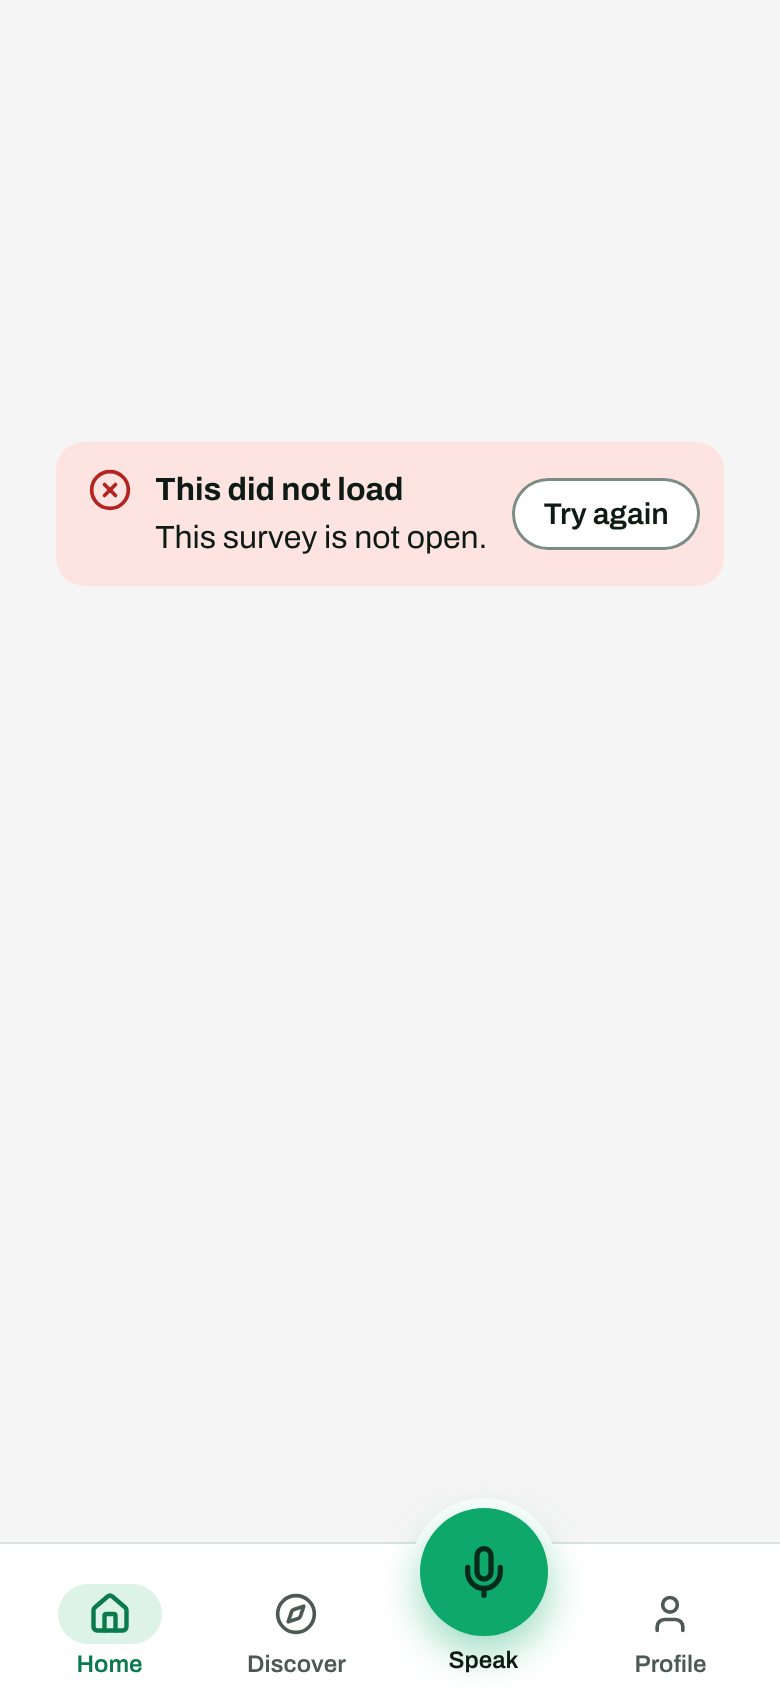 This did not load
This survey is not open.
Try again
Home
Discover
Speak
Profile